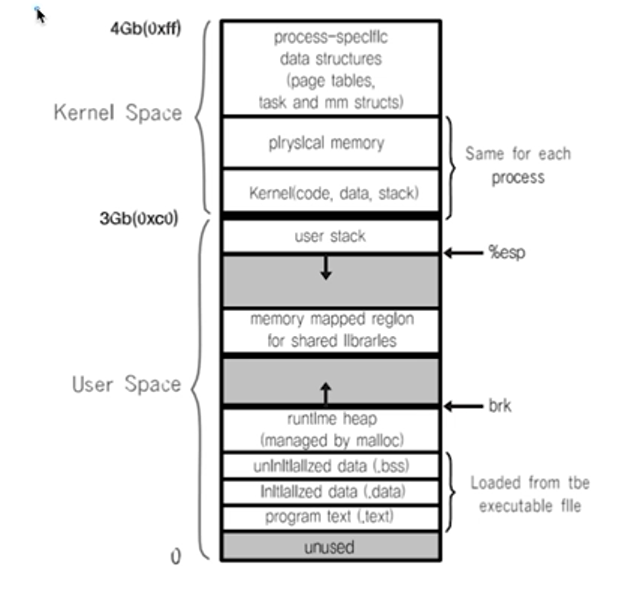 4Gb(0xff)
process-specific
data structures
(page tables,
task and mm structs)
Kernel Space
plryslcal memory
Same for each
process
Kernel(code, data, stack)
3Gb(0xc0)
user stack
%esp
memory mapped region
for shared libraries
User Space
brk
runtime heap
(managed by malloc)
uninitialized data (.bss)
Initialized data (.data)
Loaded from tbe
executable file
program text (.text)
0
unused